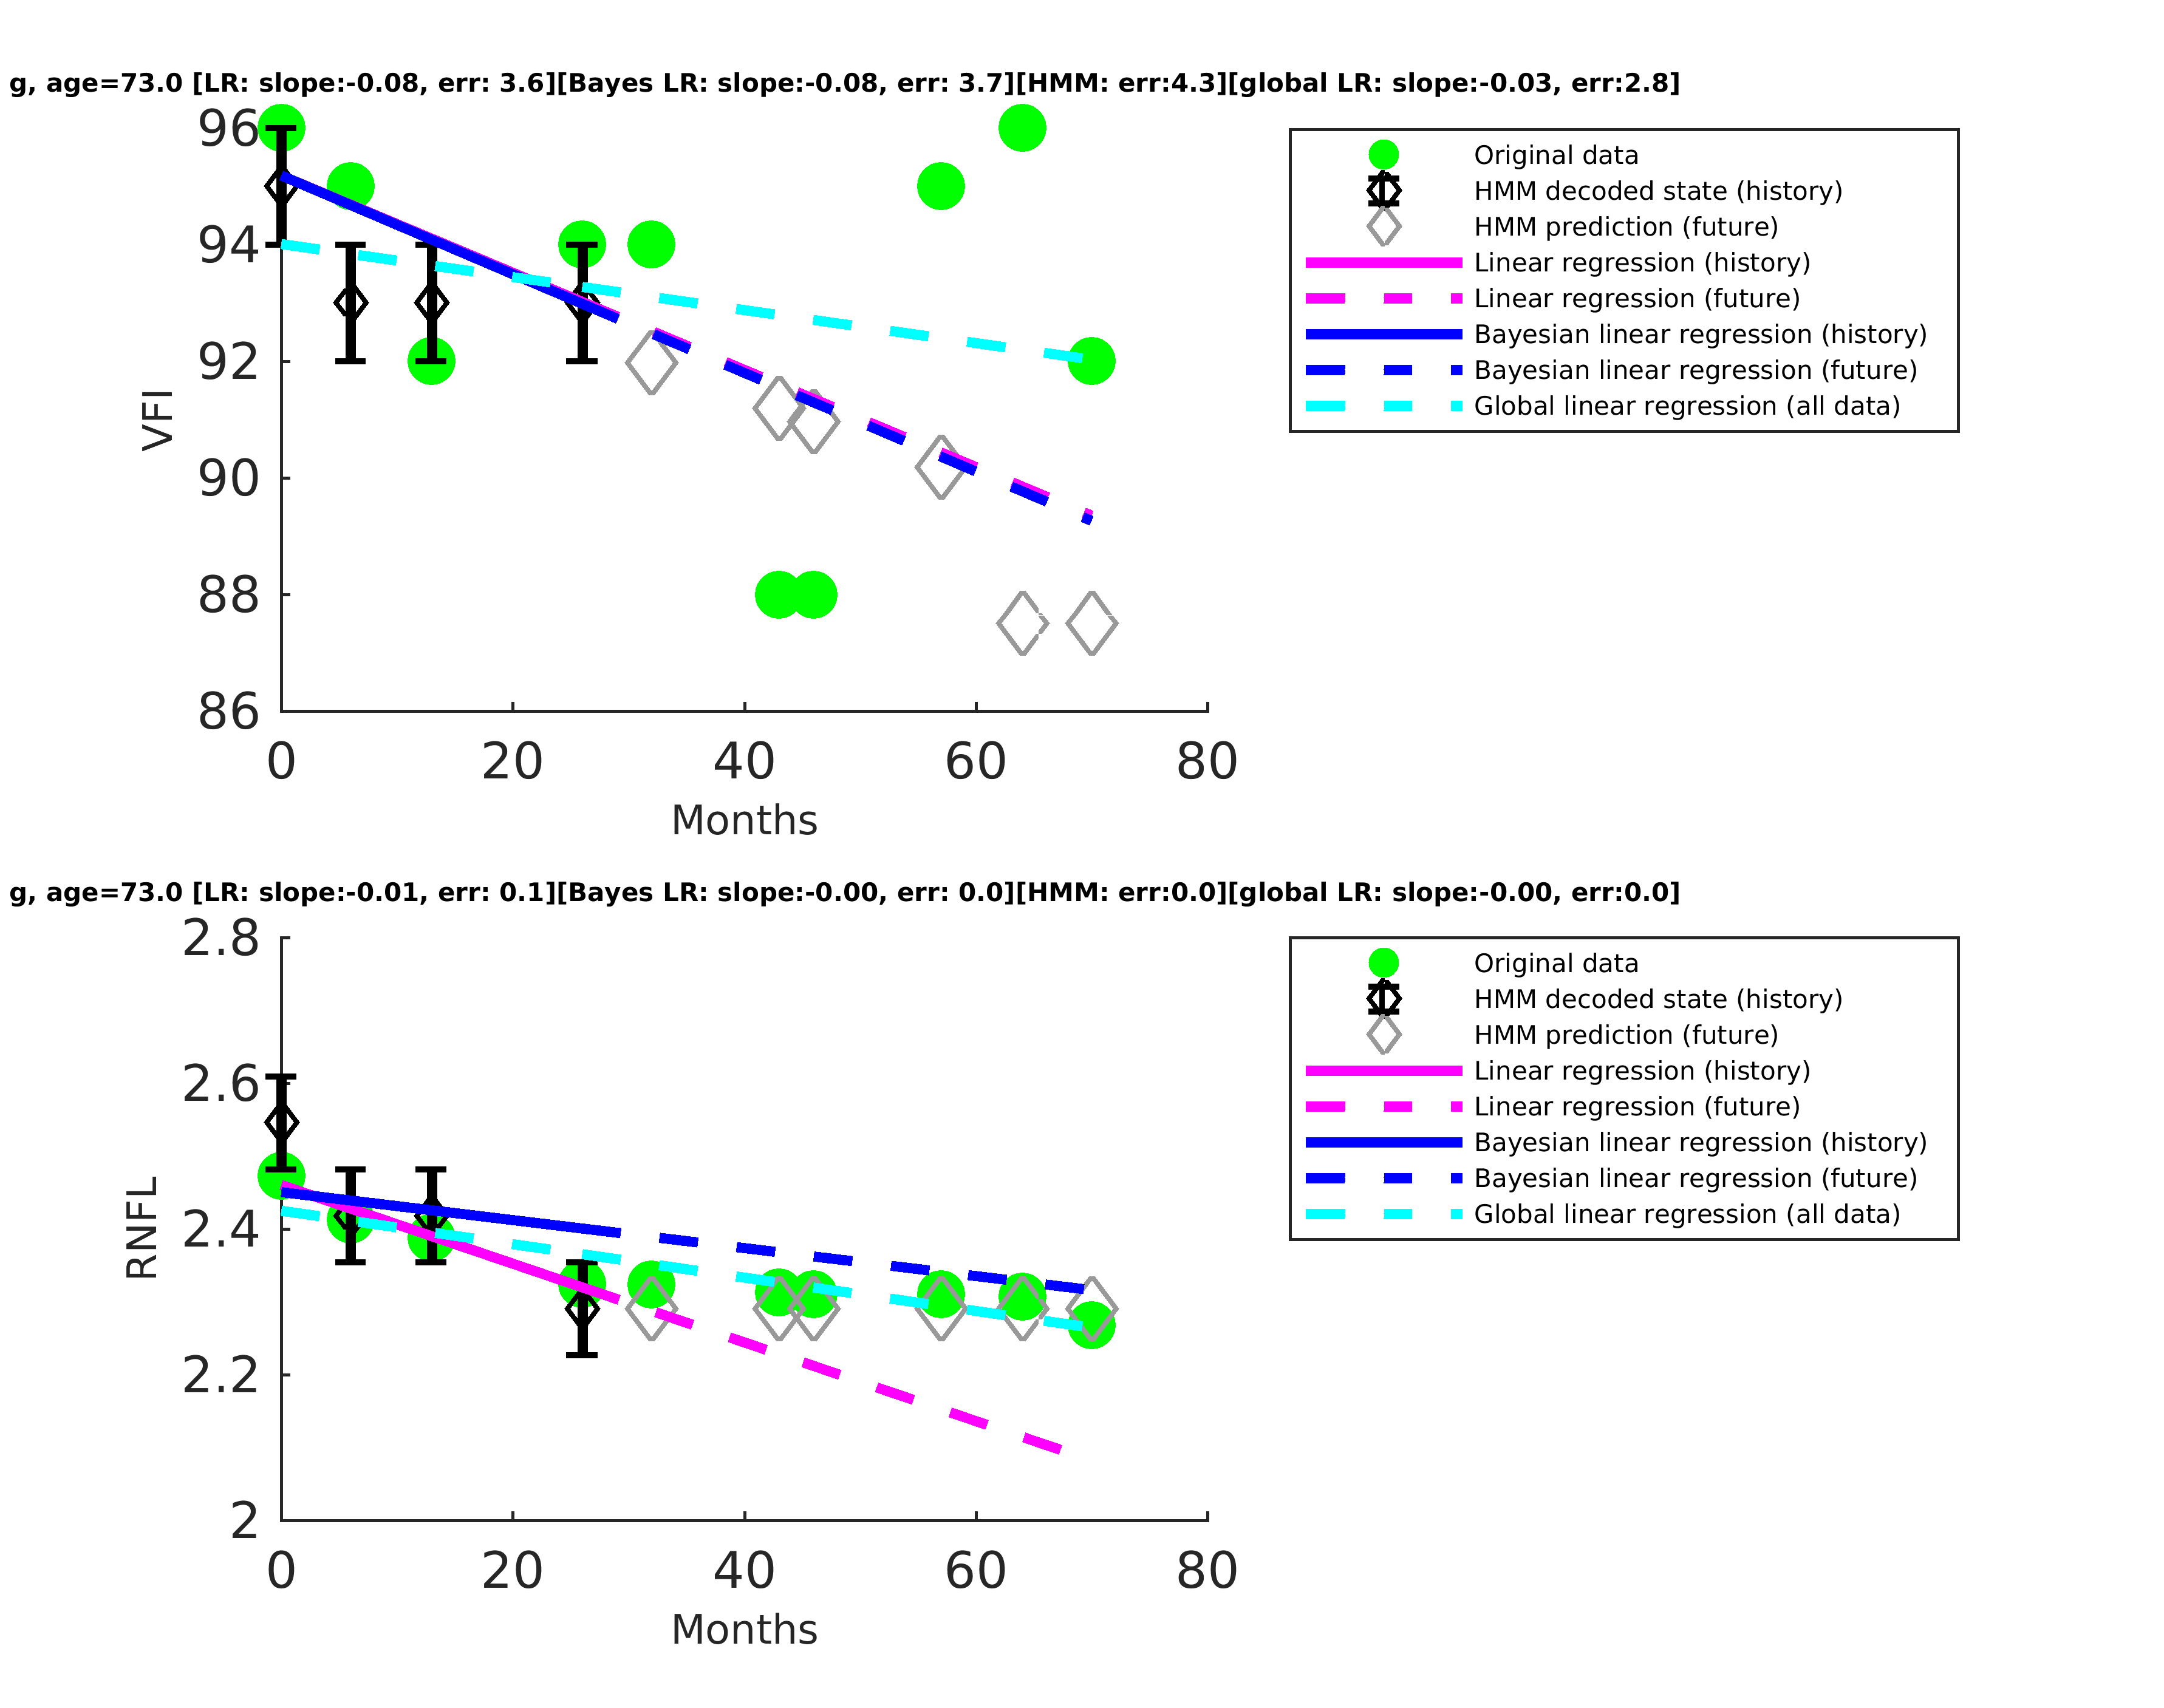 g, age=73.0 [LR: slope:-0.08, err: 3.6][Bayes LR: slope:-0.08, err: 3.7][HMM: err:4.3][global LR: slope:-0.03, err:2.8]
96
94
92
90
88
86
VFI
0 20 40 60 80
Months
Original data
HMM decoded state (history)
HMM prediction (future)
Linear regression (history)
Linear regression (future)
Bayesian linear regression (history)
Bayesian linear regression (future)
Global linear regression (all data)
g, age=73.0 [LR: slope:-0.01, err: 0.1][Bayes LR: slope:-0.00, err: 0.0][HMM: err:0.0][global LR: slope:-0.00, err:0.0]
2.8
2.6
2.4
2.2
2
RNFL
0 20 40 60 80
Months
Original data
HMM decoded state (history)
HMM prediction (future)
Linear regression (history)
Linear regression (future)
Bayesian linear regression (history)
Bayesian linear regression (future)
Global linear regression (all data)